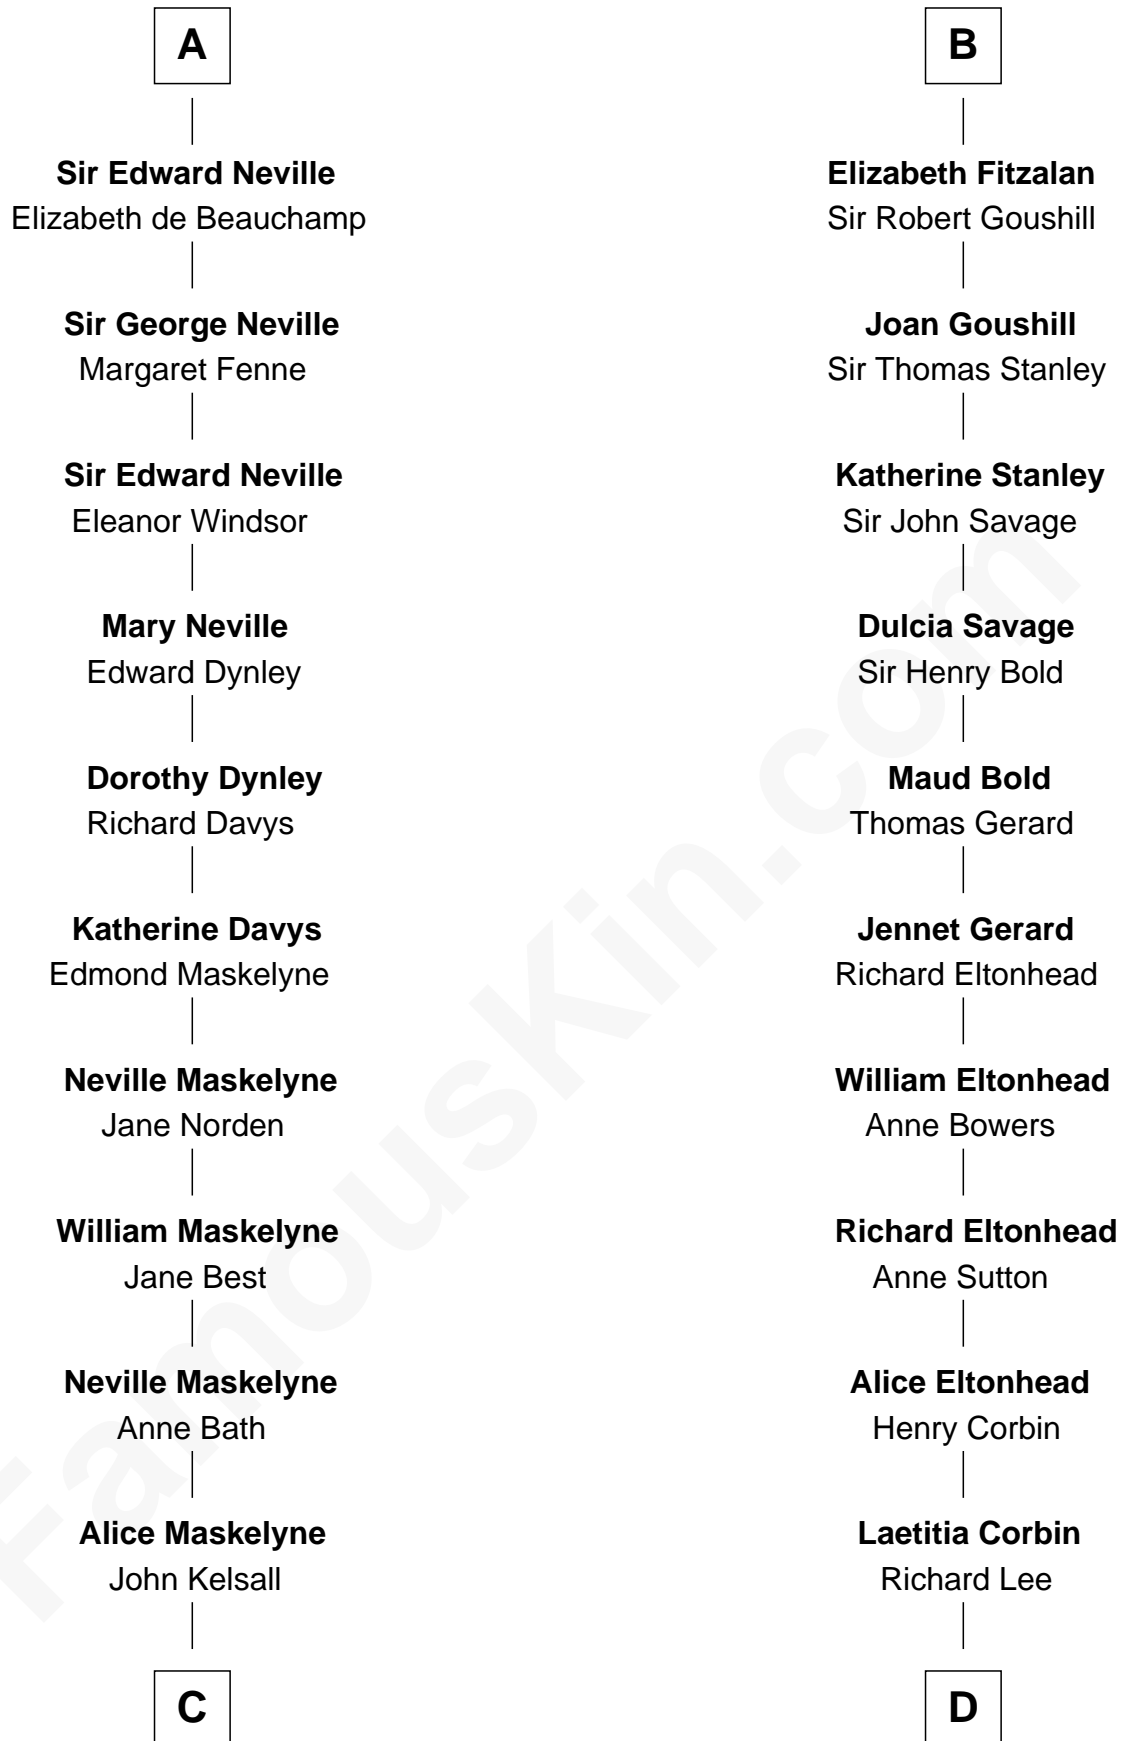 A
B
Sir Edward Neville
Elizabeth de Beauchamp
Elizabeth Fitzalan
Sir Robert Goushill
Sir George Neville
Margaret Fenne
Joan Goushill
Sir Thomas Stanley
Sir Edward Neville
Eleanor Windsor
Katherine Stanley
Sir John Savage
Mary Neville
Edward Dynley
Dulcia Savage
Sir Henry Bold
Dorothy Dynley
Richard Davys
Maud Bold
Thomas Gerard
Katherine Davys
Edmond Maskelyne
Jennet Gerard
Richard Eltonhead
Neville Maskelyne
Jane Norden
William Eltonhead
Anne Bowers
William Maskelyne
Jane Best
Richard Eltonhead
Anne Sutton
Neville Maskelyne
Anne Bath
Alice Eltonhead
Henry Corbin
Alice Maskelyne
John Kelsall
Laetitia Corbin
Richard Lee
C
D
FamousKin.com